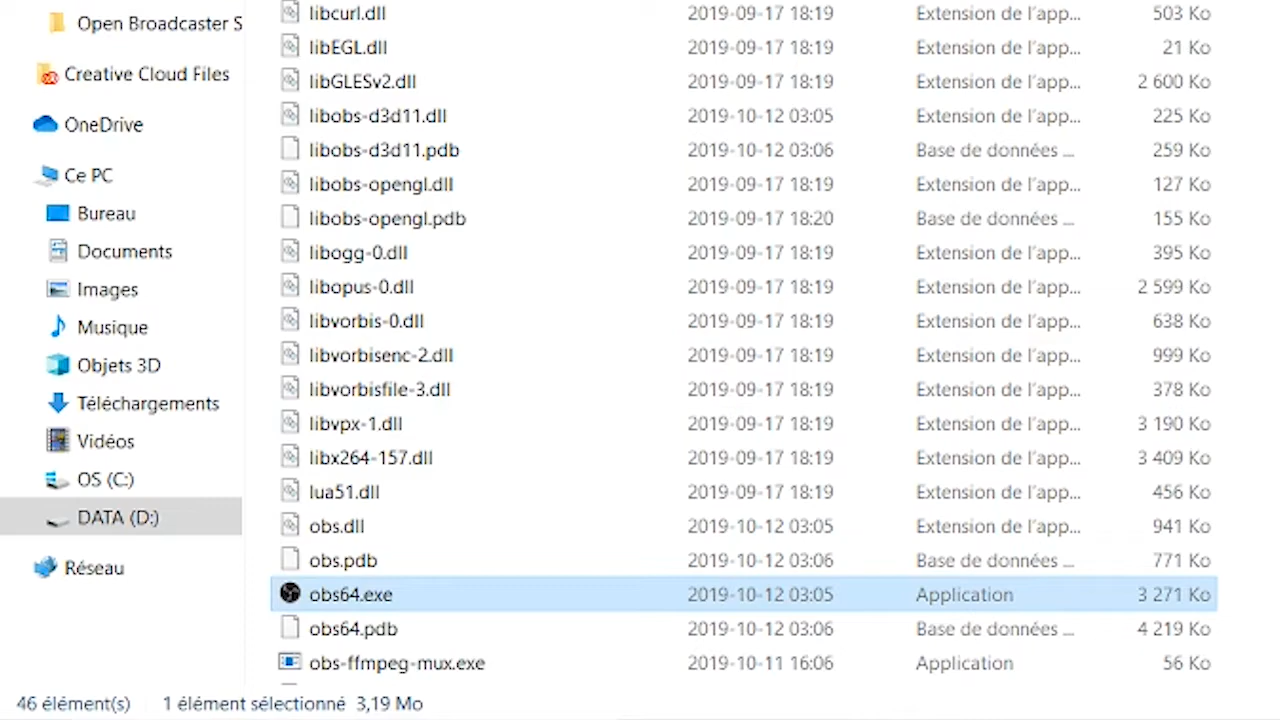 Open Broadcaster S
Creative Cloud Files
OneDrive
Ce PC
Bureau
Documents
Images
Musique
Objets 3D
Téléchargements
Vidéos
OS (C:)
DATA (D:)
Réseau
libcurl.dll 2019-09-17 18:19 Extension de l'app... 503 Ko
libEGL.dll 2019-09-17 18:19 Extension de l'app... 21 Ko
libGLESv2.dll 2019-09-17 18:19 Extension de l'app... 2 600 Ko
libobs-d3d11.dll 2019-10-12 03:05 Extension de l'app... 225 Ko
libobs-d3d11.pdb 2019-10-12 03:06 Base de données ... 259 Ko
libobs-opengl.dll 2019-09-17 18:19 Extension de l'app... 127 Ko
libobs-opengl.pdb 2019-09-17 18:20 Base de données ... 155 Ko
libogg-0.dll 2019-09-17 18:19 Extension de l'app... 395 Ko
libopus-0.dll 2019-09-17 18:19 Extension de l'app... 2 599 Ko
libvorbis-0.dll 2019-09-17 18:19 Extension de l'app... 638 Ko
libvorbisenc-2.dll 2019-09-17 18:19 Extension de l'app... 999 Ko
libvorbisfile-3.dll 2019-09-17 18:19 Extension de l'app... 378 Ko
libvpx-1.dll 2019-09-17 18:19 Extension de l'app... 3 190 Ko
libx264-157.dll 2019-09-17 18:19 Extension de l'app... 3 409 Ko
lua51.dll 2019-09-17 18:19 Extension de l'app... 456 Ko
obs.dll 2019-10-12 03:05 Extension de l'app... 941 Ko
obs.pdb 2019-10-12 03:06 Base de données ... 771 Ko
obs64.exe 2019-10-12 03:05 Application 3 271 Ko
obs64.pdb 2019-10-12 03:06 Base de données ... 4 219 Ko
obs-ffmpeg-mux.exe 2019-10-11 16:06 Application 56 Ko
46 élément(s) 1 élément sélectionné 3,19 Mo